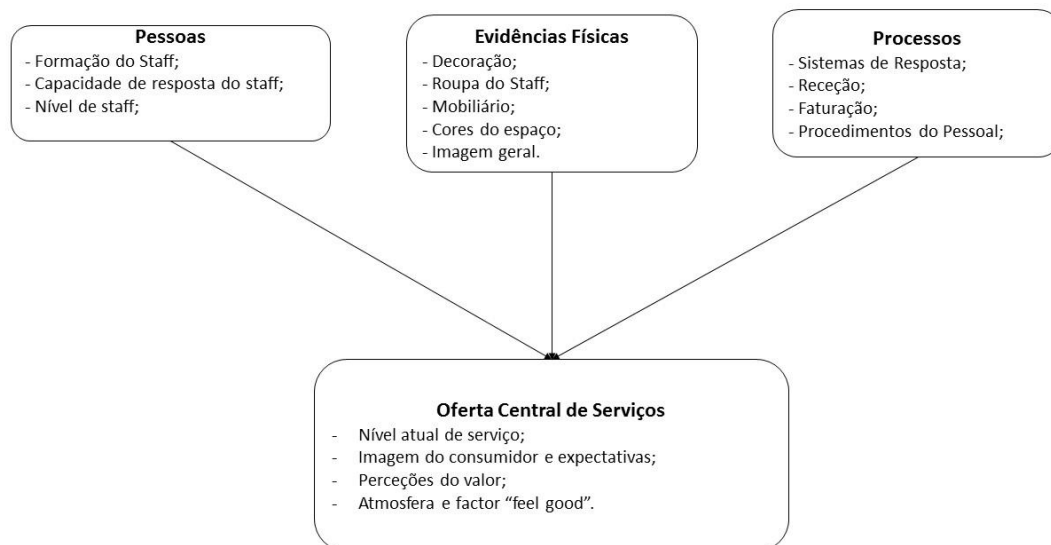 Pessoas
- Formação do Staff;
- Capacidade de resposta do staff;
- Nível de staff;
Evidências Físicas
- Decoração;
- Roupa do Staff;
- Mobiliário;
- Cores do espaço;
- Imagem geral.
Processos
- Sistemas de Resposta;
- Receção;
- Faturação;
- Procedimentos do Pessoal;
Oferta Central de Serviços
- Nível atual de serviço;
- Imagem do consumidor e expectativas;
- Perceções do valor;
- Atmosfera e factor “feel good”.